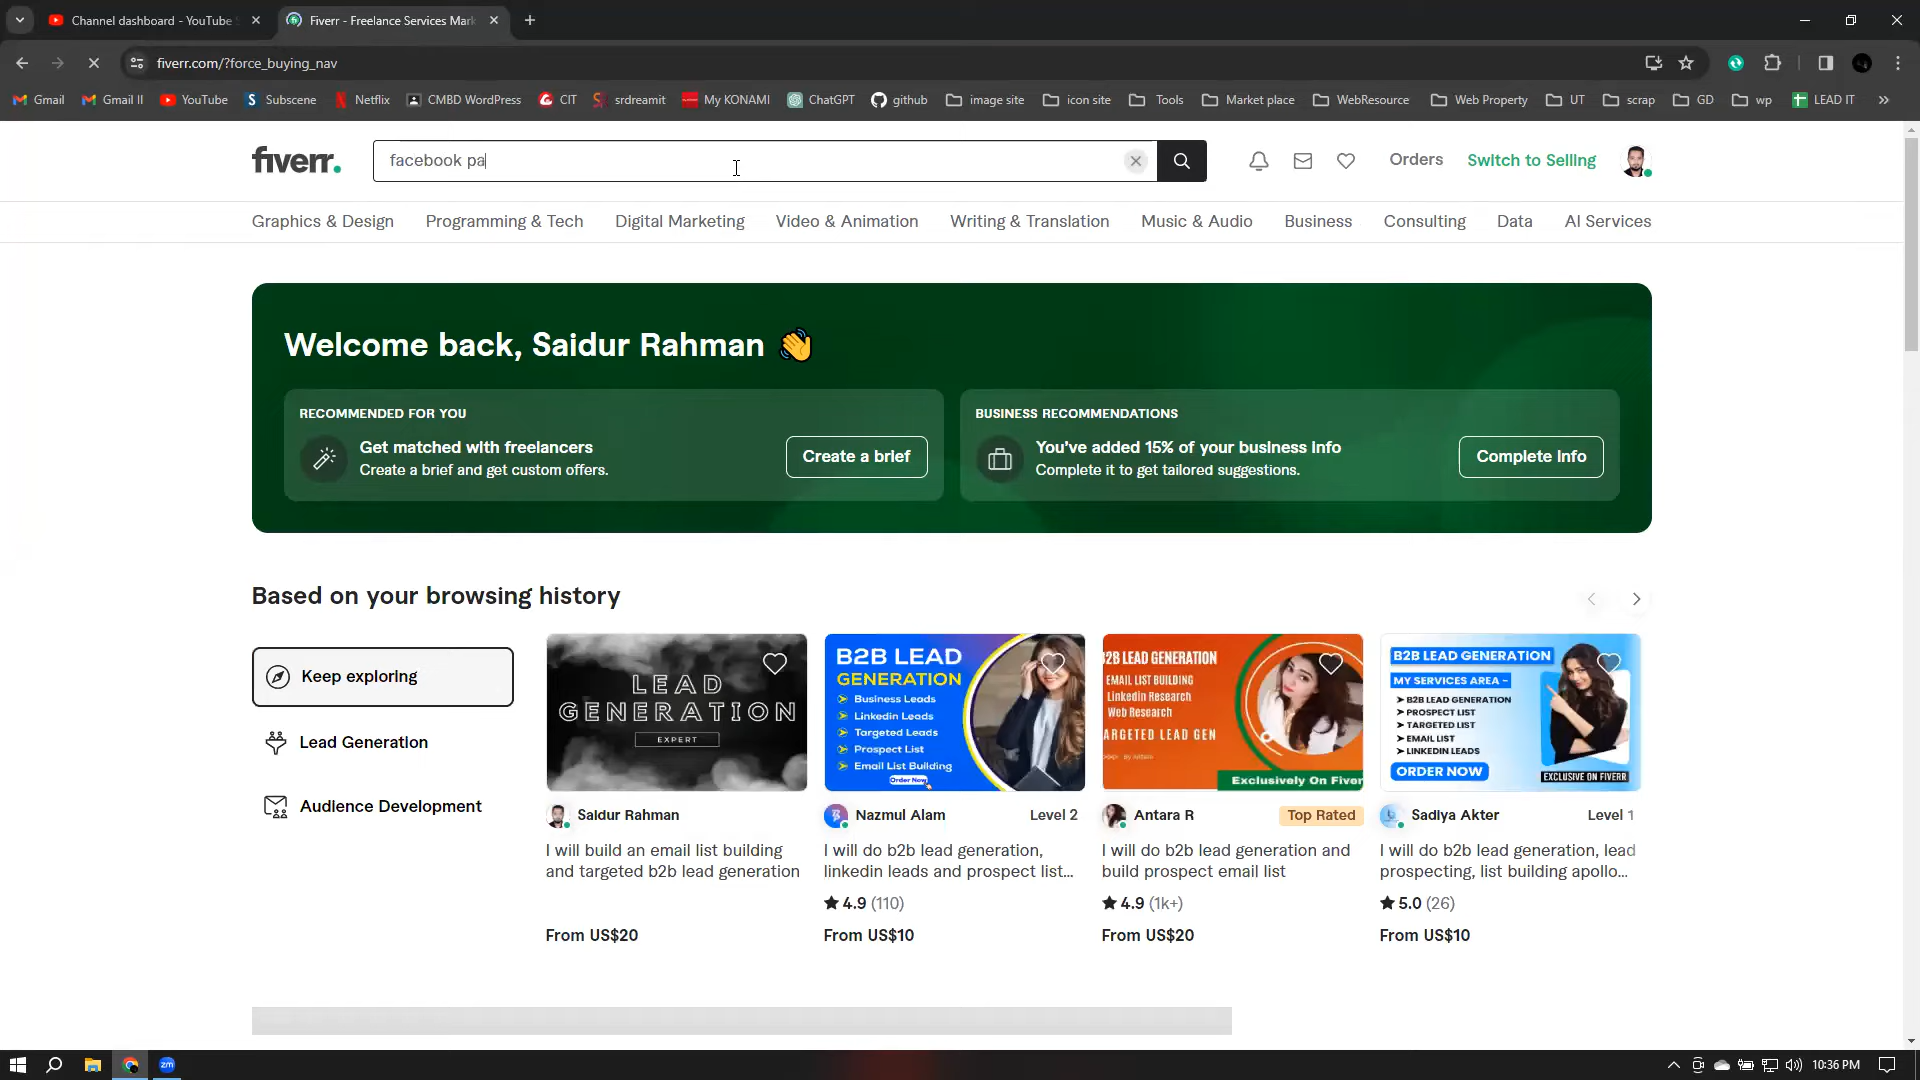 Channel dashboard - YouTube
Fiverr - Freelance Services Mark
fiverr.com/?force_buying_nav
Gmail
Gmail II
YouTube
Subscene
Netflix
CMBD WordPress
CIT
srdreamit
My KONAMI
ChatGPT
github
image site
icon site
Tools
Market place
WebResource
Web Property
UT
scrap
GD
wp
LEAD IT
fiverr.
facebook pa
Orders
Switch to Selling
Graphics & Design
Programming & Tech
Digital Marketing
Video & Animation
Writing & Translation
Music & Audio
Business
Consulting
Data
AI Services
Welcome back, Saidur Rahman 👋
RECOMMENDED FOR YOU
Get matched with freelancers
Create a brief and get custom offers.
Create a brief
BUSINESS RECOMMENDATIONS
You've added 15% of your business info
Complete it to get tailored suggestions.
Complete Info
Based on your browsing history
Keep exploring
Lead Generation
Audience Development
LEAD
GENERATION
EXPERT
Saidur Rahman
I will build an email list building
and targeted b2b lead generation
From US$20
B2B LEAD
GENERATION
Business Leads
Linkedin Leads
Targeted Leads
Prospect List
Email List Building
Order Now
Nazmul Alam
Level 2
I will do b2b lead generation,
linkedin leads and prospect list...
4.9 (110)
From US$10
2B LEAD GENERATION
EMAIL LIST BUILDING
Linkedin Research
Web Research
ARGETED LEAD GEN
By Antara
Exclusively On Fiver
Antara R
Top Rated
I will do b2b lead generation and
build prospect email list
4.9 (1k+)
From US$20
B2B LEAD GENERATION
MY SERVICES AREA -
B2B LEAD GENERATION
PROSPECT LIST
TARGETED LIST
EMAIL LIST
LINKEDIN LEADS
ORDER NOW
EXCLUSIVE ON FIVERR
Sadiya Akter
Level 1
I will do b2b lead generation, lead
prospecting, list building apollo...
5.0 (26)
From US$10
zm
10:36 PM